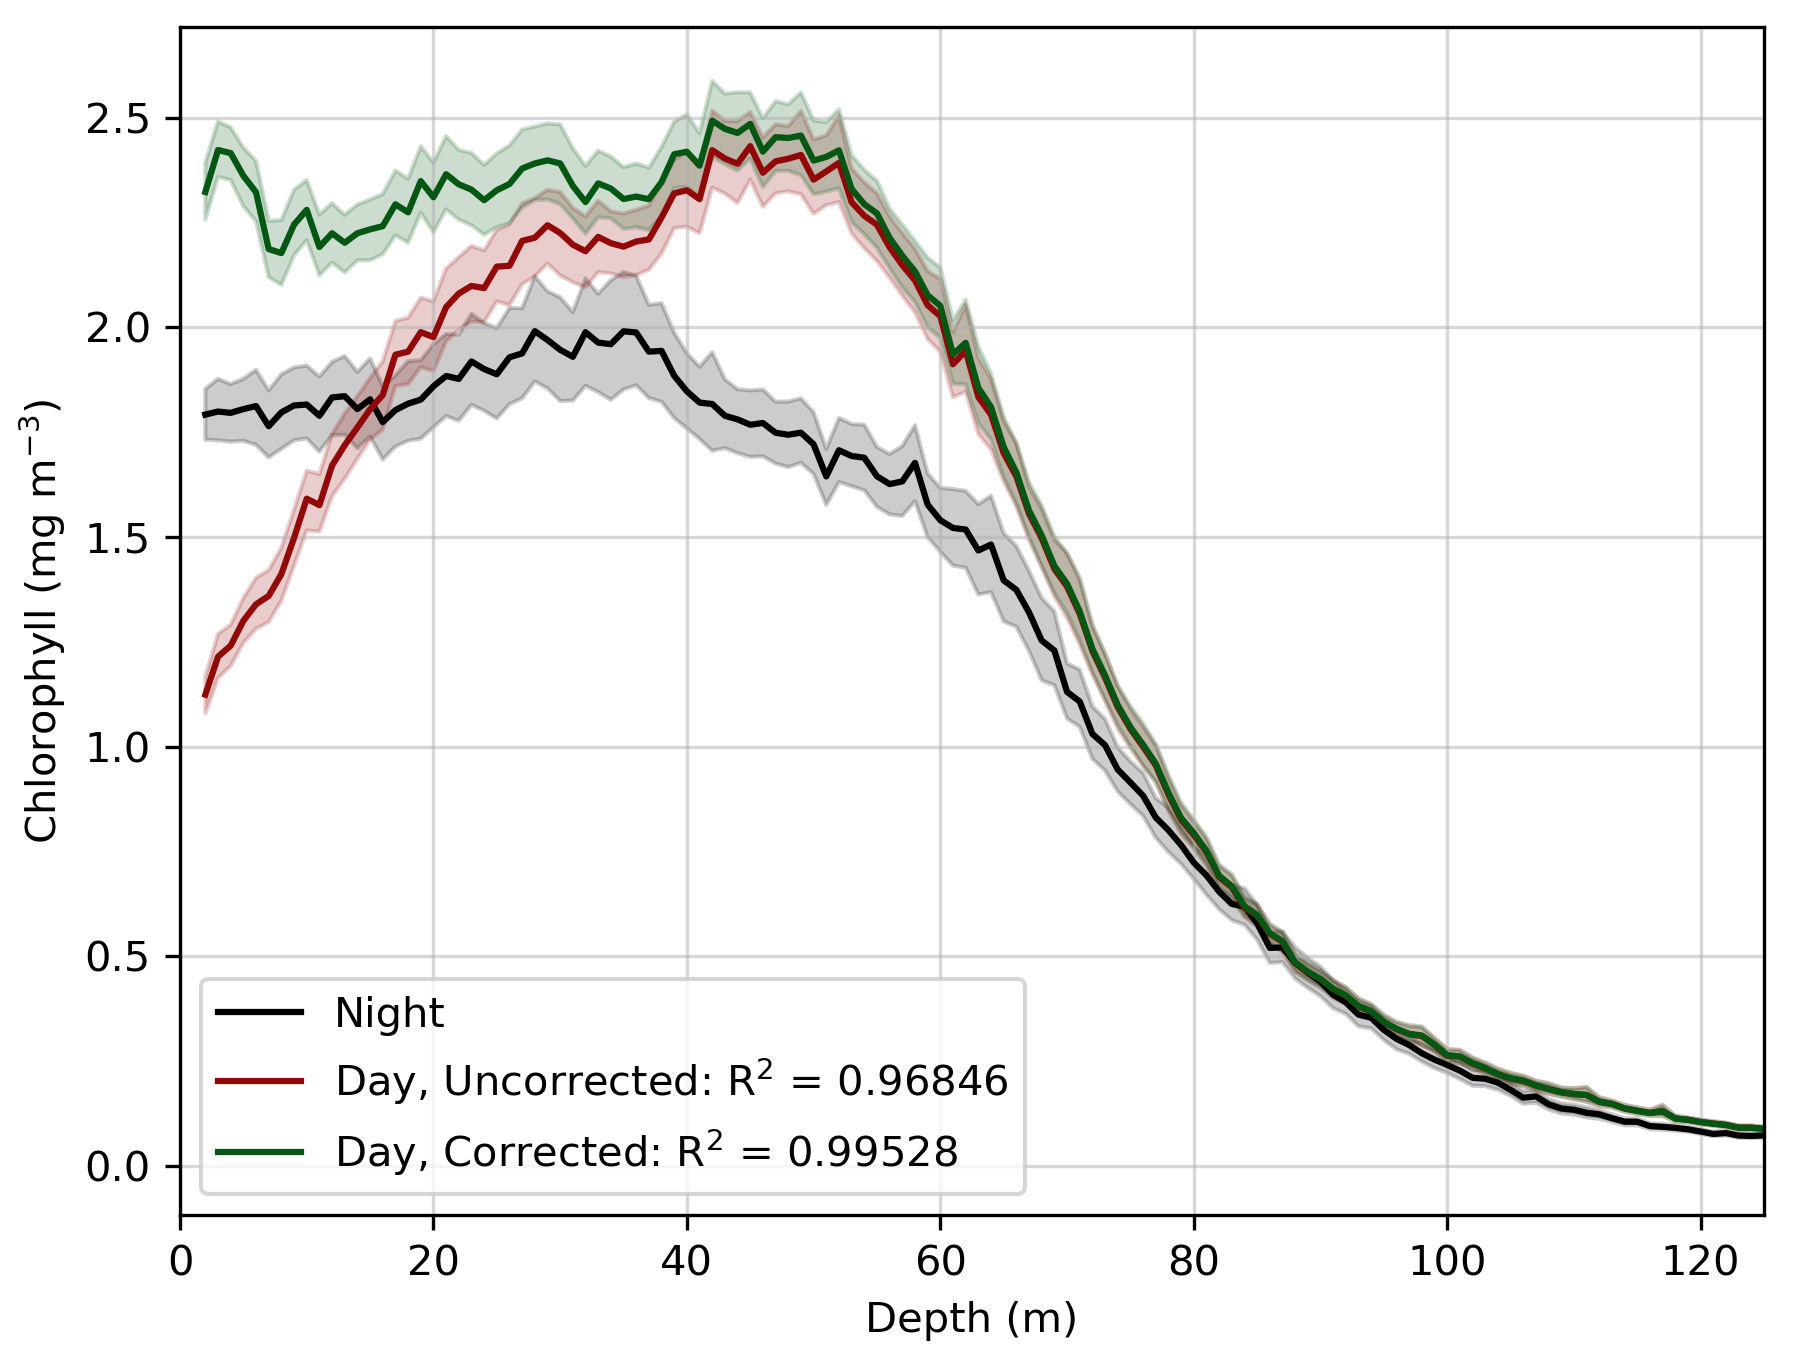 2.5
2.0
1.5
1.0
0.5
0.0
Chlorophyll (mg m⁻³)
Night
Day, Uncorrected: R² = 0.96846
Day, Corrected: R² = 0.99528
0 20 40 60 80 100 120
Depth (m)